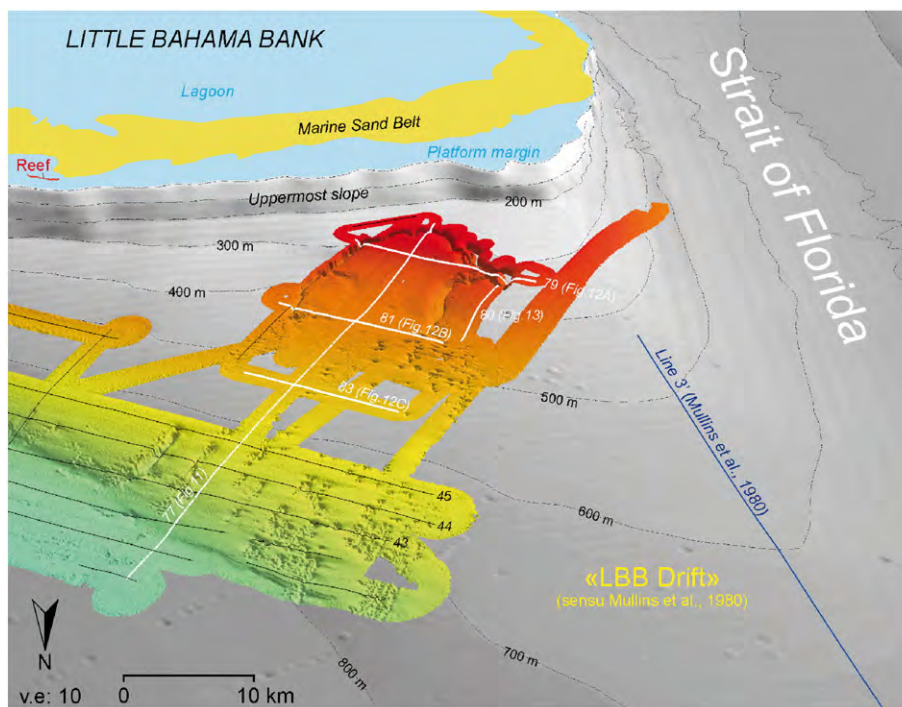 LITTLE BAHAMA BANK
Lagoon
Marine Sand Belt
Platform margin
Reef
Uppermost slope
200 m
Strait of Florida
300 m
400 m
79 (Fig.12A)
80 (Fig.13)
81 (Fig.12B)
83 (Fig.12C)
500 m
Line 3' (Mullins et al., 1980)
77 (Fig.11)
45
44
43
600 m
«LBB Drift»
(sensu Mullins et al., 1980)
700 m
800 m
N
v.e: 10
0 10 km